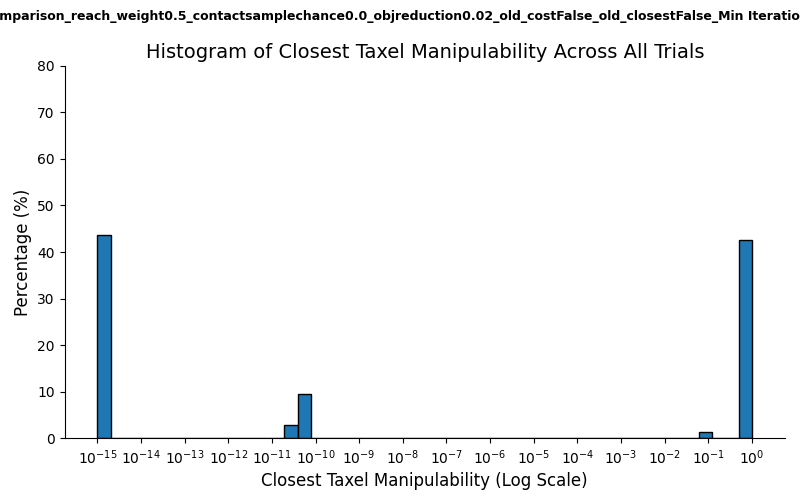 mparison_reach_weight0.5_contactsamplechance0.0_objreduction0.02_old_costFalse_old_closestFalse_Min Iteratio
Histogram of Closest Taxel Manipulability Across All Trials
80
70
60
50
40
30
20
10
0
Percentage (%)
10⁻¹⁵ 10⁻¹⁴ 10⁻¹³ 10⁻¹² 10⁻¹¹ 10⁻¹⁰ 10⁻⁹ 10⁻⁸ 10⁻⁷ 10⁻⁶ 10⁻⁵ 10⁻⁴ 10⁻³ 10⁻² 10⁻¹ 10⁰
Closest Taxel Manipulability (Log Scale)